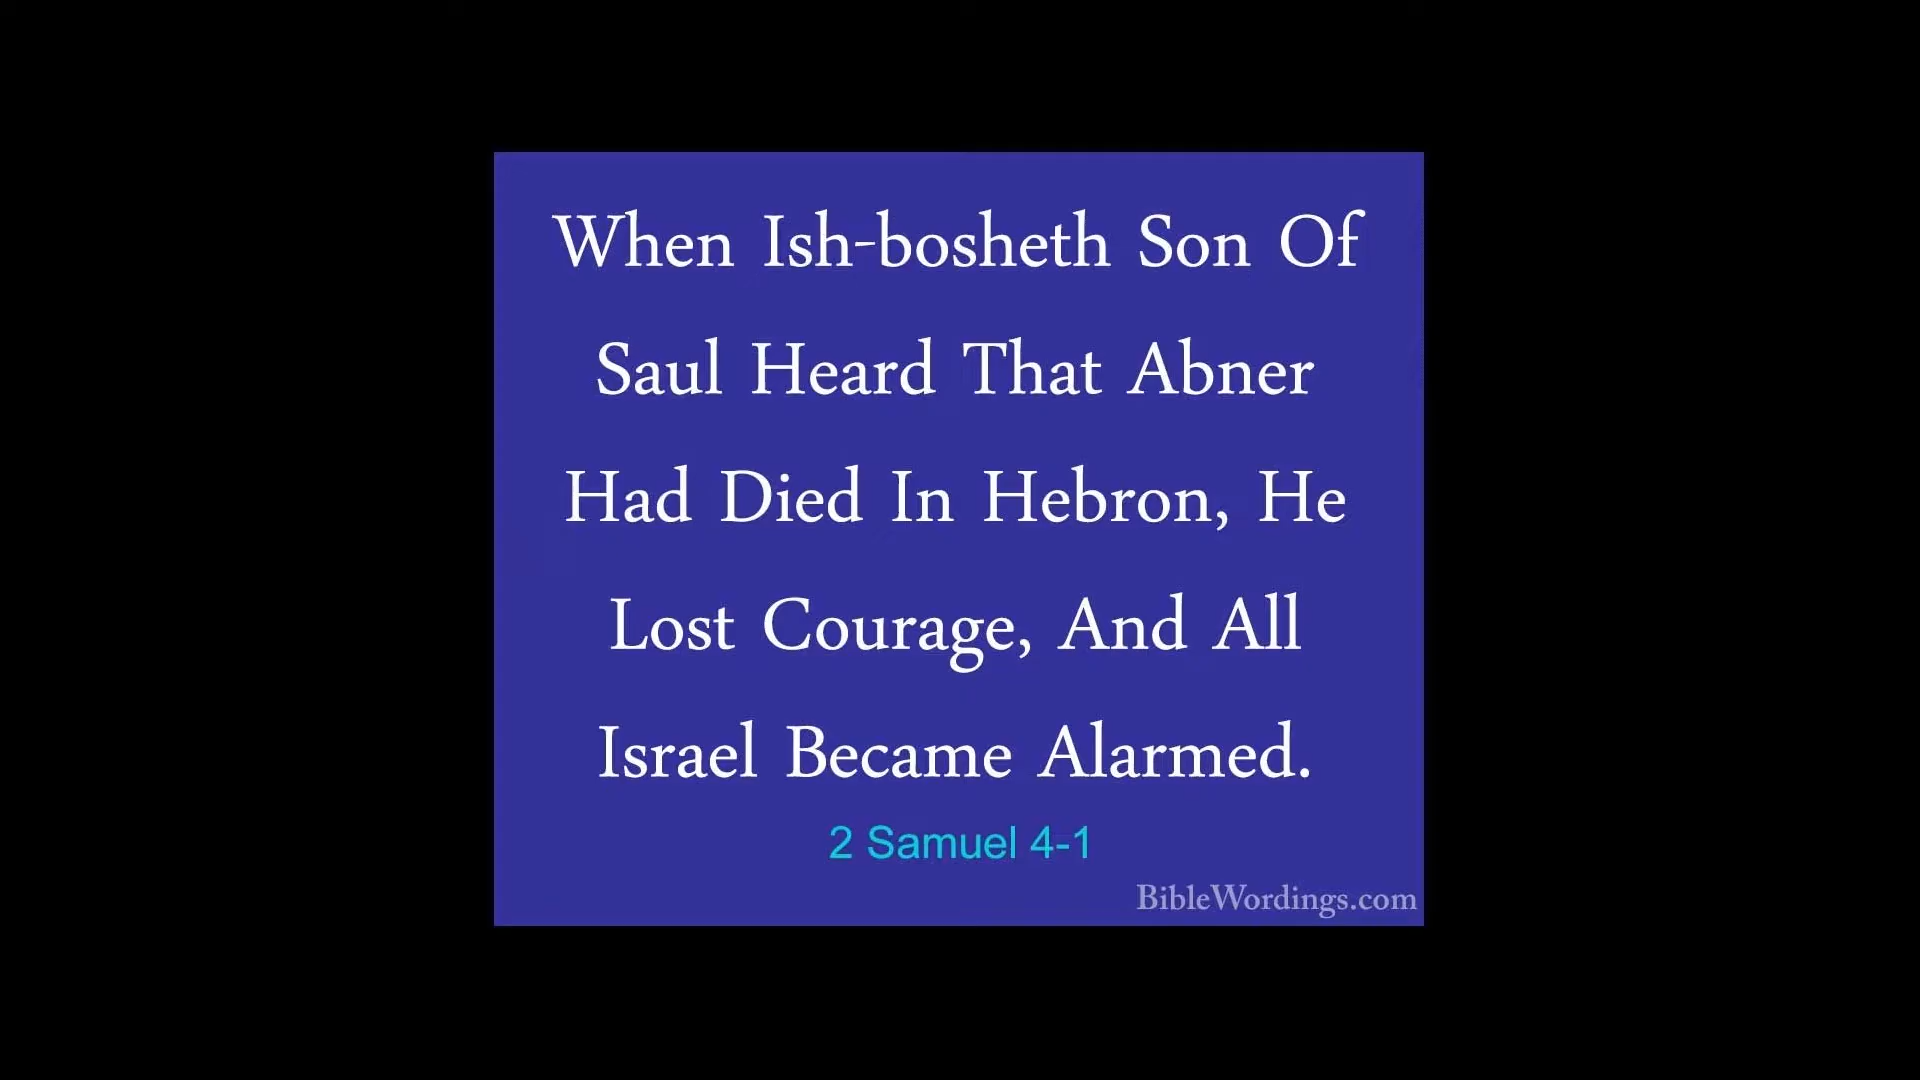 When Ish-bosheth Son Of
Saul Heard That Abner
Had Died In Hebron, He
Lost Courage, And All
Israel Became Alarmed.
2 Samuel 4-1
BibleWordings.com